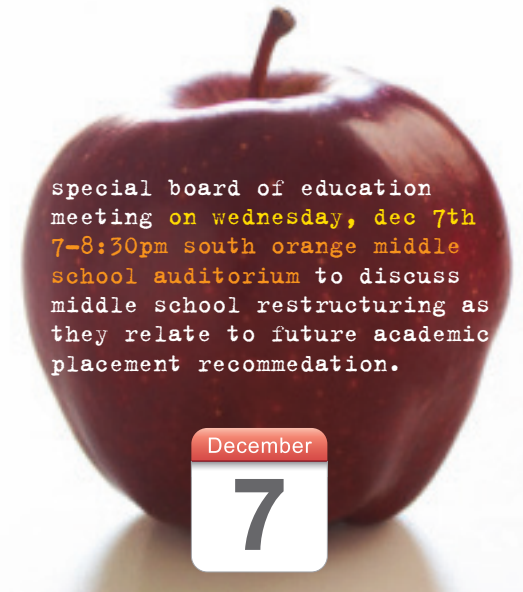 special board of education
meeting on wednesday, dec 7th
7-8:30pm south orange middle
school auditorium to discuss
middle school restructuring as
they relate to future academic
placement recommedation.
December
7